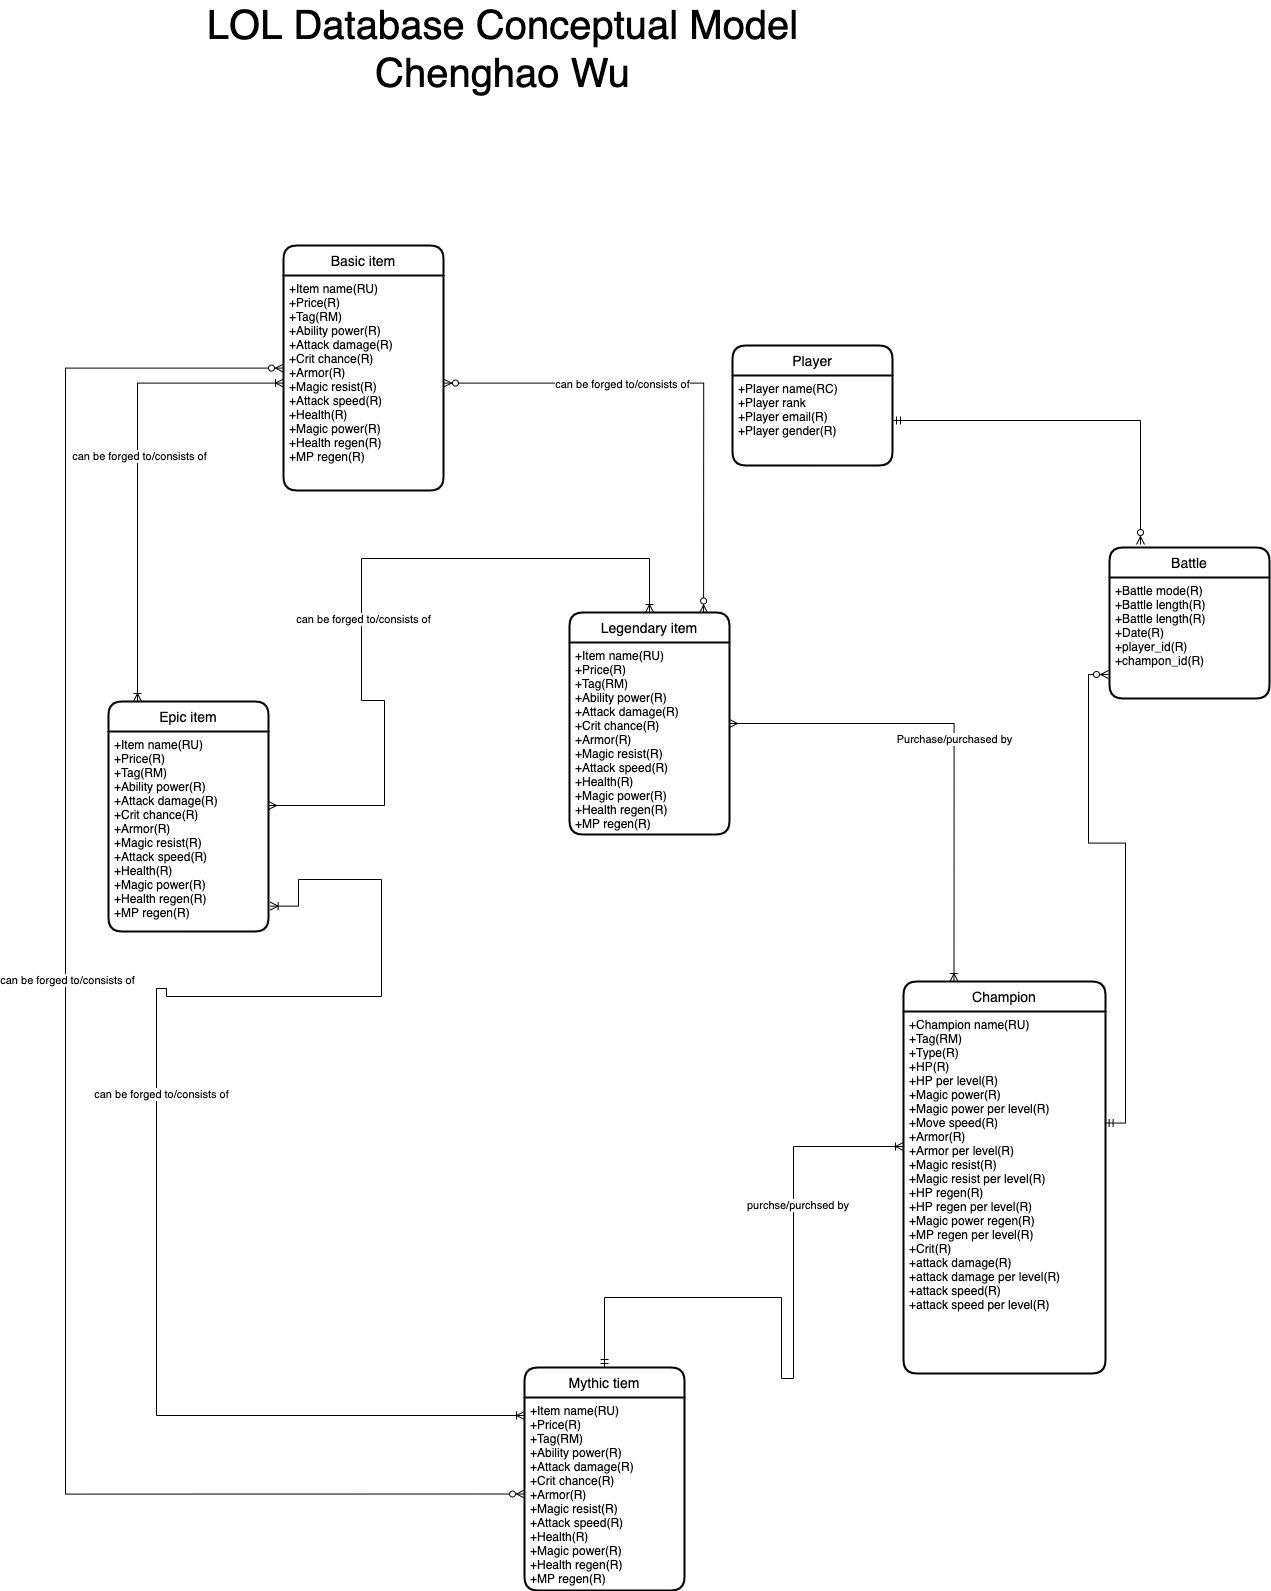 LOL Database Conceptual Model
Chenghao Wu
Basic item
+Item name(RU)
+Price(R)
+Tag(RM)
+Ability power(R)
+Attack damage(R)
+Crit chance(R)
+Armor(R)
+Magic resist(R)
+Attack speed(R)
+Health(R)
+Magic power(R)
+Health regen(R)
+MP regen(R)
can be forged to/consists of
Player
+Player name(RC)
+Player rank
+Player email(R)
+Player gender(R)
can be forged to/consists of
Battle
+Battle mode(R)
+Battle length(R)
+Battle length(R)
+Date(R)
+player_id(R)
+champon_id(R)
can be forged to/consists of
Legendary item
+Item name(RU)
+Price(R)
+Tag(RM)
+Ability power(R)
+Attack damage(R)
+Crit chance(R)
+Armor(R)
+Magic resist(R)
+Attack speed(R)
+Health(R)
+Magic power(R)
+Health regen(R)
+MP regen(R)
Purchase/purchased by
Epic item
+Item name(RU)
+Price(R)
+Tag(RM)
+Ability power(R)
+Attack damage(R)
+Crit chance(R)
+Armor(R)
+Magic resist(R)
+Attack speed(R)
+Health(R)
+Magic power(R)
+Health regen(R)
+MP regen(R)
can be forged to/consists of
can be forged to/consists of
Champion
+Champion name(RU)
+Tag(RM)
+Type(R)
+HP(R)
+HP per level(R)
+Magic power(R)
+Magic power per level(R)
+Move speed(R)
+Armor(R)
+Armor per level(R)
+Magic resist(R)
+Magic resist per level(R)
+HP regen(R)
+HP regen per level(R)
+Magic power regen(R)
+MP regen per level(R)
+Crit(R)
+attack damage(R)
+attack damage per level(R)
+attack speed(R)
+attack speed per level(R)
purchse/purchsed by
Mythic tiem
+Item name(RU)
+Price(R)
+Tag(RM)
+Ability power(R)
+Attack damage(R)
+Crit chance(R)
+Armor(R)
+Magic resist(R)
+Attack speed(R)
+Health(R)
+Magic power(R)
+Health regen(R)
+MP regen(R)